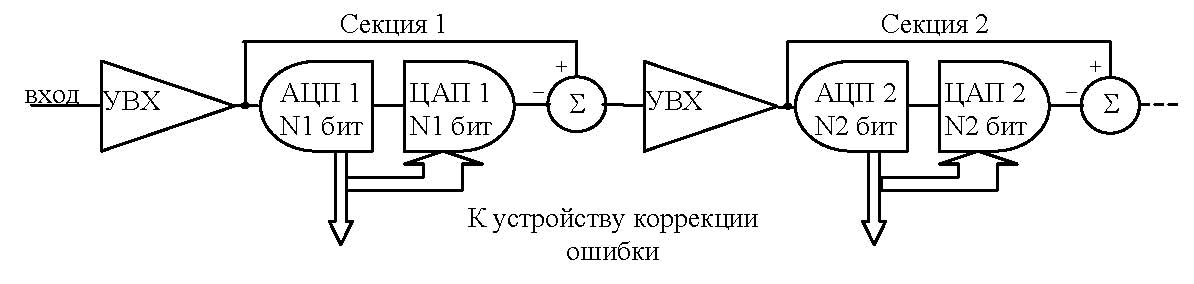 Секция 1
Секция 2
вход
УВХ
АЦП 1
N1 бит
ЦАП 1
N1 бит
+
−
Σ
УВХ
АЦП 2
N2 бит
ЦАП 2
N2 бит
+
−
Σ
К устройству коррекции
ошибки